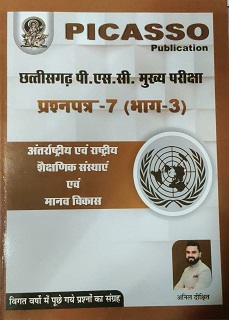 PICASSO
Publication
छत्तीसगढ़ पी.एस.सी. मुख्य परीक्षा
प्रश्नपत्र -7 (भाग-3)
अंतर्राष्ट्रीय एवं राष्ट्रीय
शैक्षणिक संस्थाएं
एवं
मानव विकास
अनिल दीक्षित
विगत वर्षो में पूछे गये प्रश्नों का संग्रह